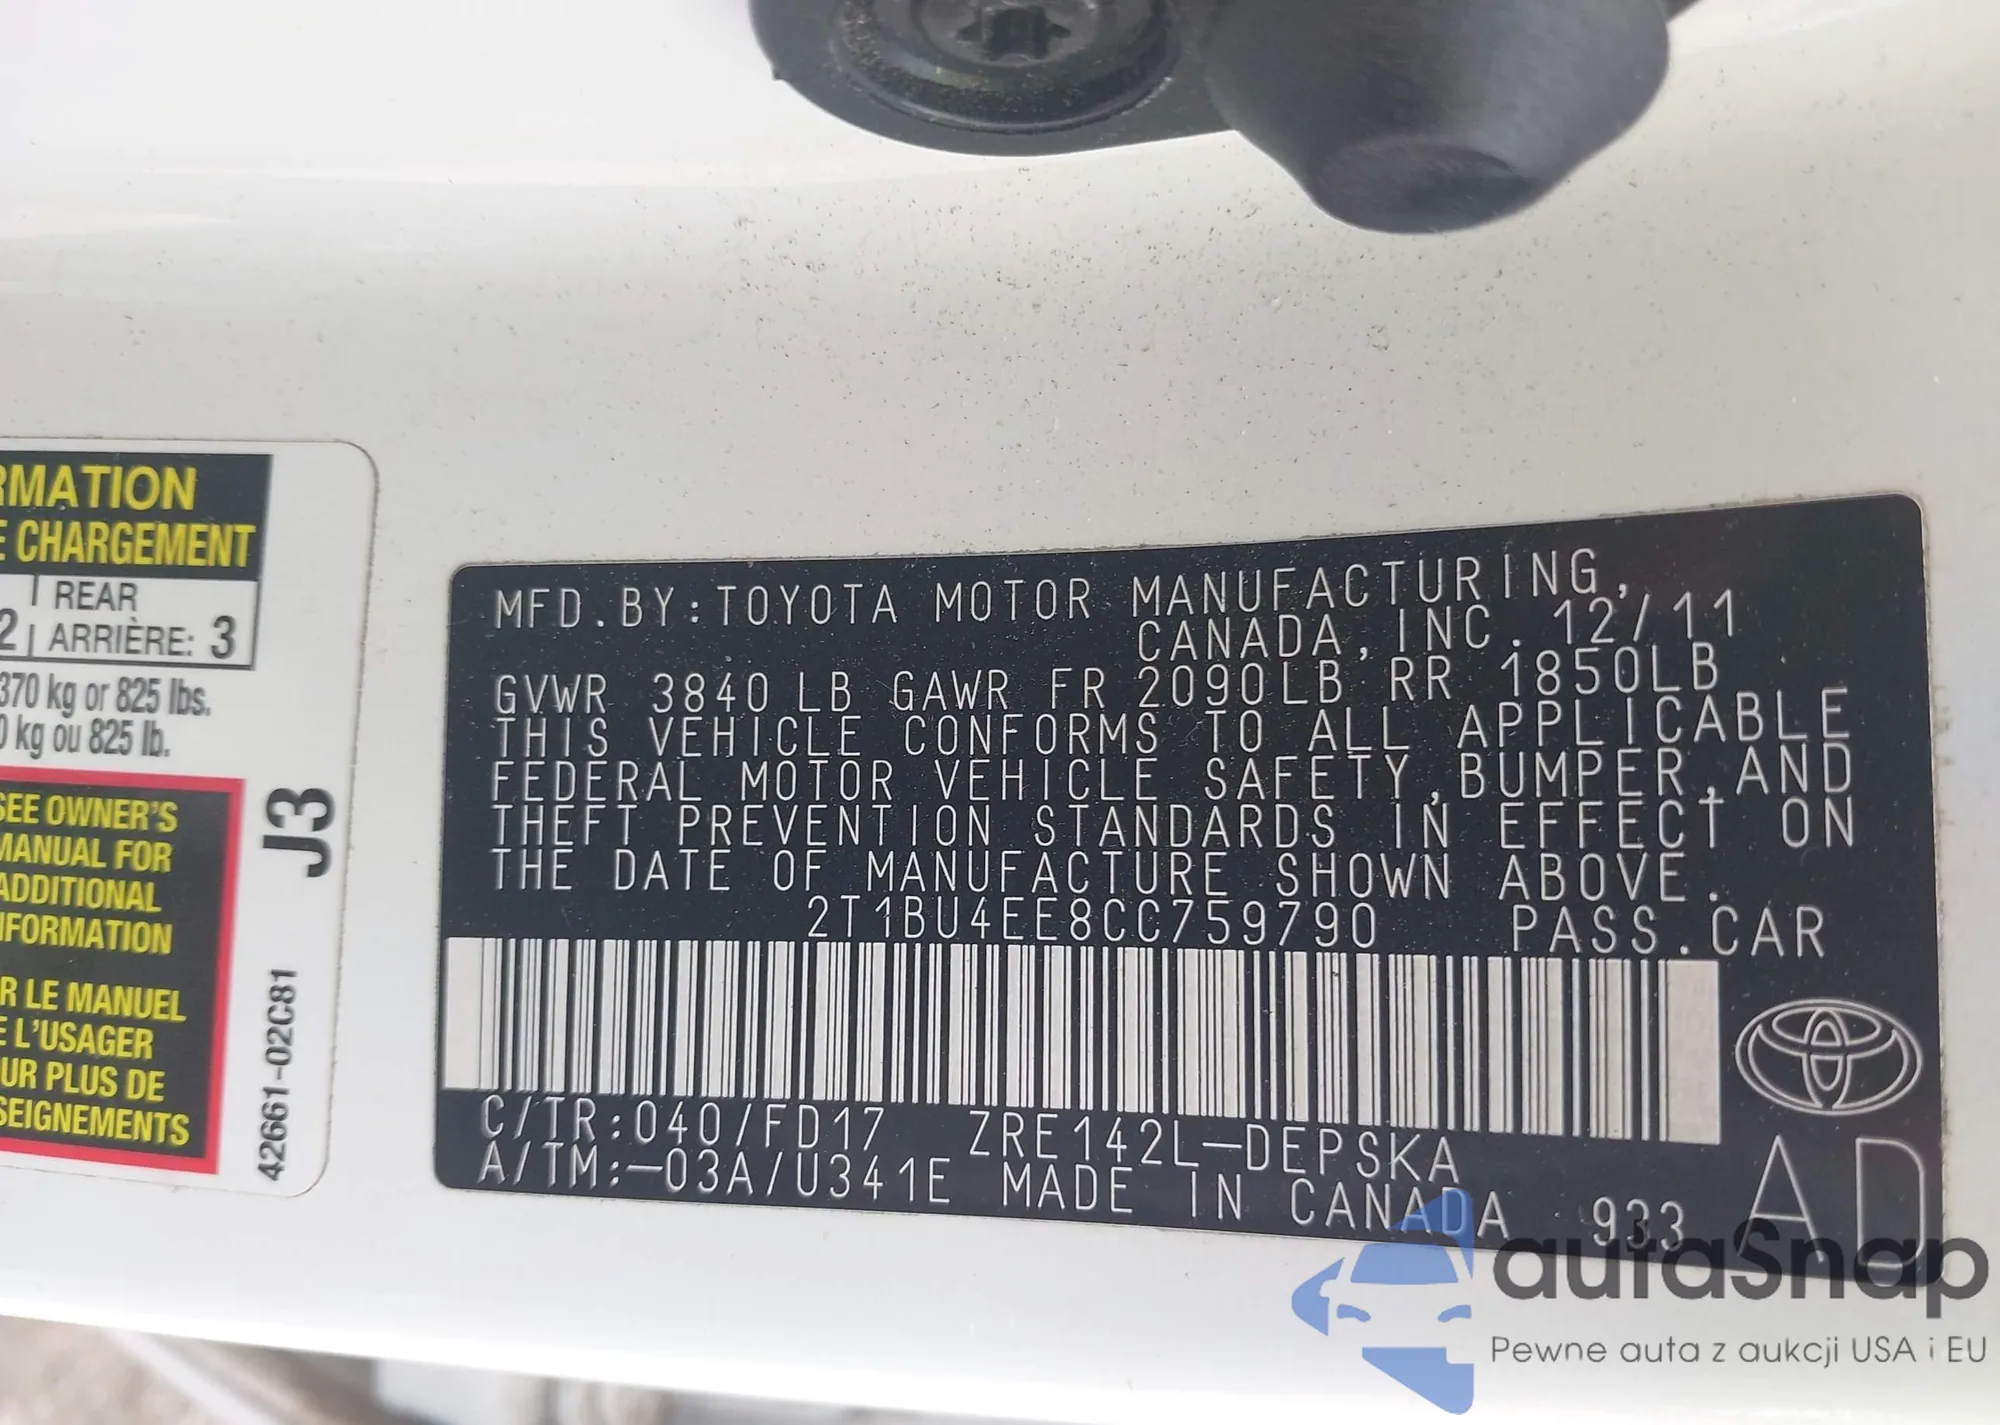 RMATION
E CHARGEMENT
REAR
2 ARRIÈRE: 3
370 kg or 825 lbs.
0 kg ou 825 lb.
SEE OWNER'S
MANUAL FOR
ADDITIONAL
INFORMATION
R LE MANUEL
E L'USAGER
UR PLUS DE
SEIGNEMENTS
J3
42661-02C81
MFD.BY:TOYOTA MOTOR MANUFACTURING,
CANADA,INC. 12/11
GVWR 3840 LB GAWR FR 2090LB RR 1850LB
THIS VEHICLE CONFORMS TO ALL APPLICABLE
FEDERAL MOTOR VEHICLE SAFETY,BUMPER,AND
THEFT PREVENTION STANDARDS IN EFFECT ON
THE DATE OF MANUFACTURE SHOWN ABOVE.
2T1BU4EE8CC759790 PASS.CAR
C/TR:040/FD17 ZRE142L-DEPSKA
A/TM:-03A/U341E MADE IN CANADA 933
AD
autaSnap
Pewne auta z aukcji USA i EU